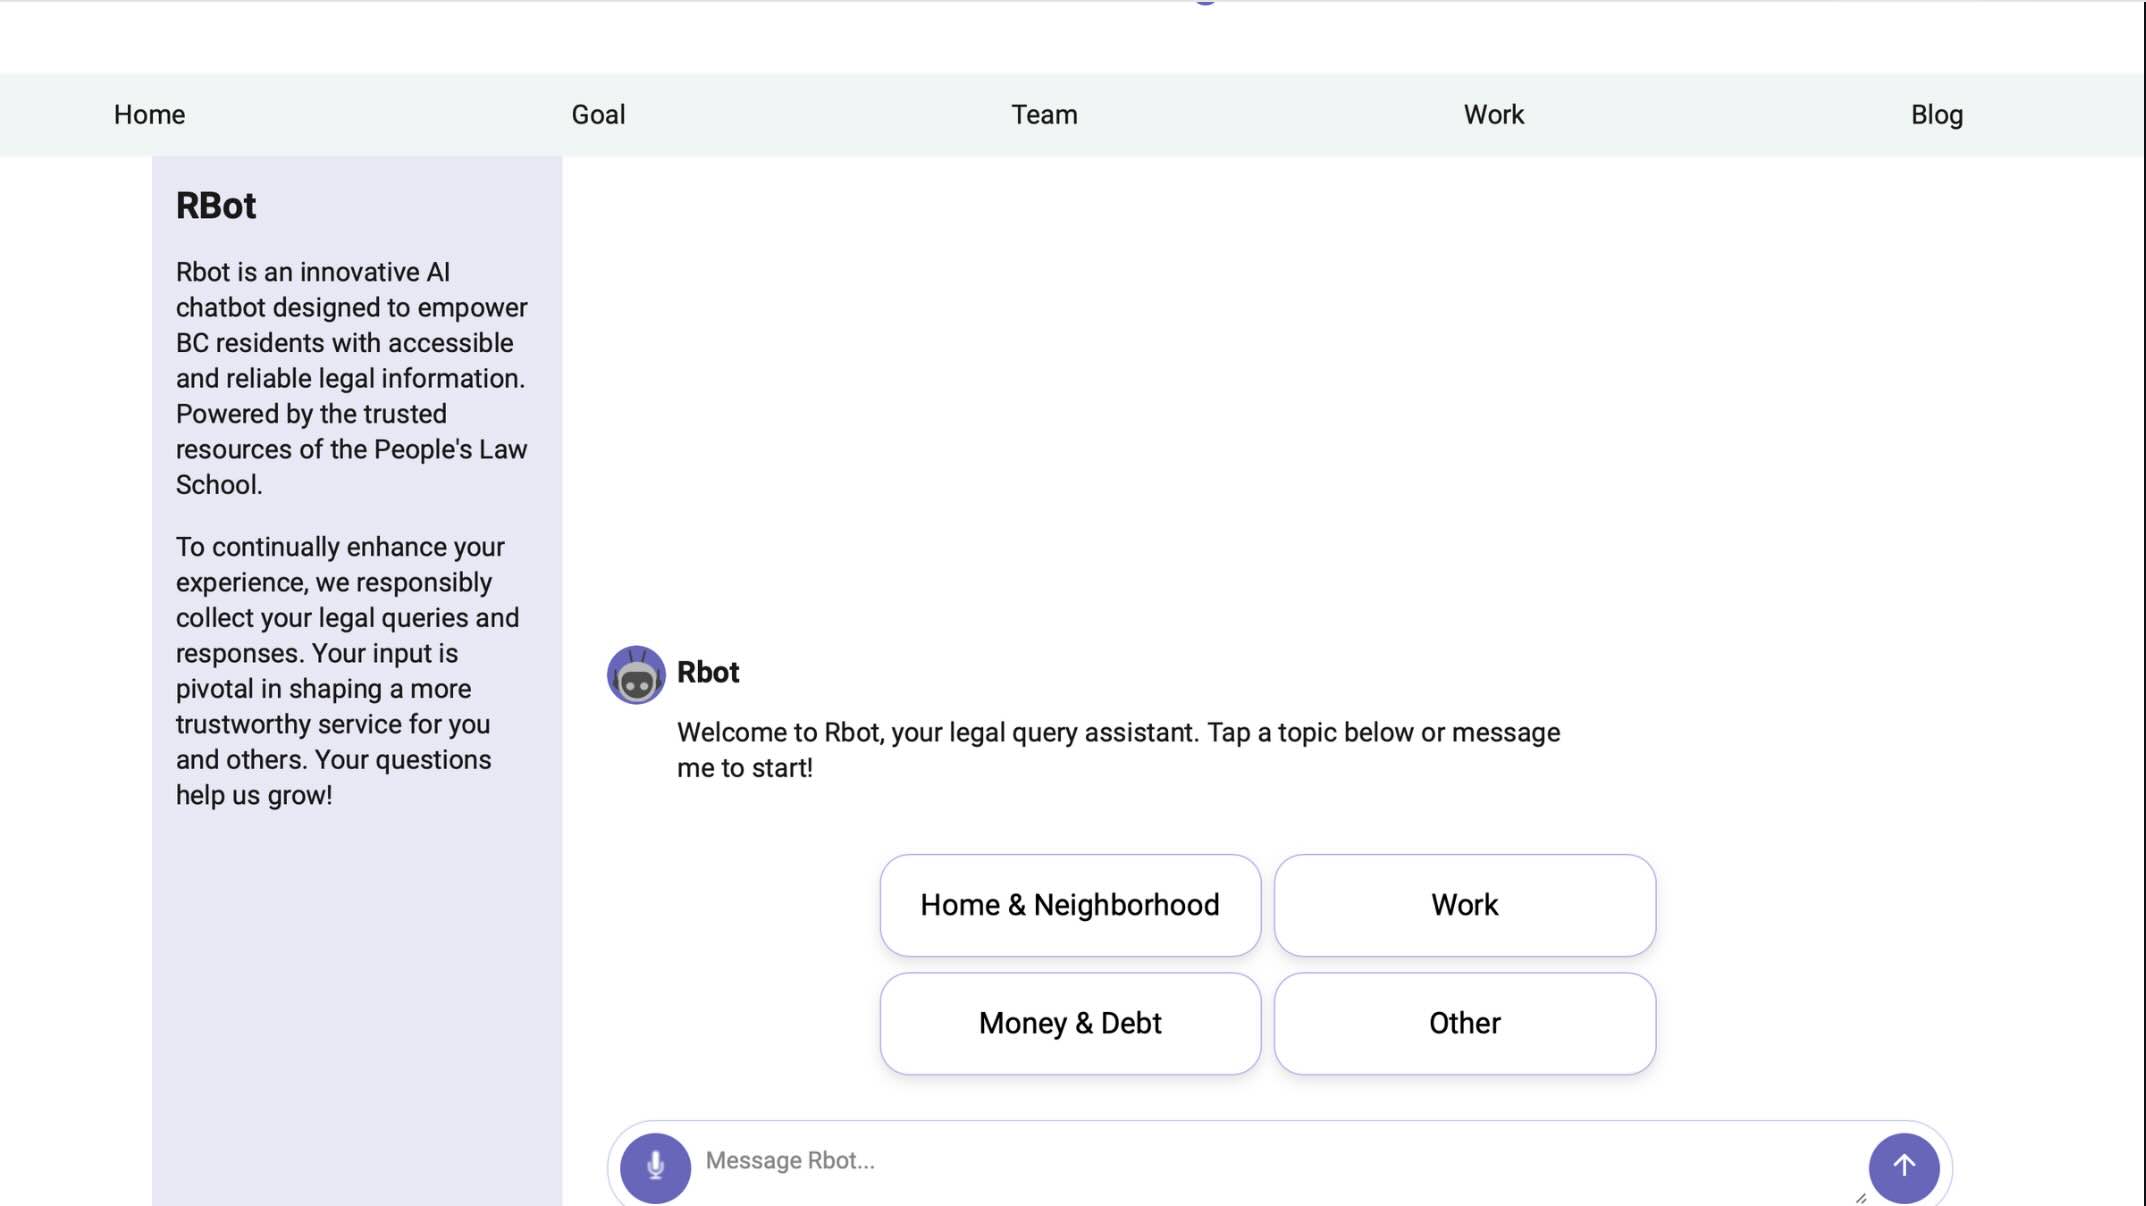 Home Goal Team Work Blog
RBot
Rbot is an innovative AI
chatbot designed to empower
BC residents with accessible
and reliable legal information.
Powered by the trusted
resources of the People's Law
School.
To continually enhance your
experience, we responsibly
collect your legal queries and
responses. Your input is
pivotal in shaping a more
trustworthy service for you
and others. Your questions
help us grow!
Rbot
Welcome to Rbot, your legal query assistant. Tap a topic below or message
me to start!
Home & Neighborhood Work
Money & Debt Other
Message Rbot...